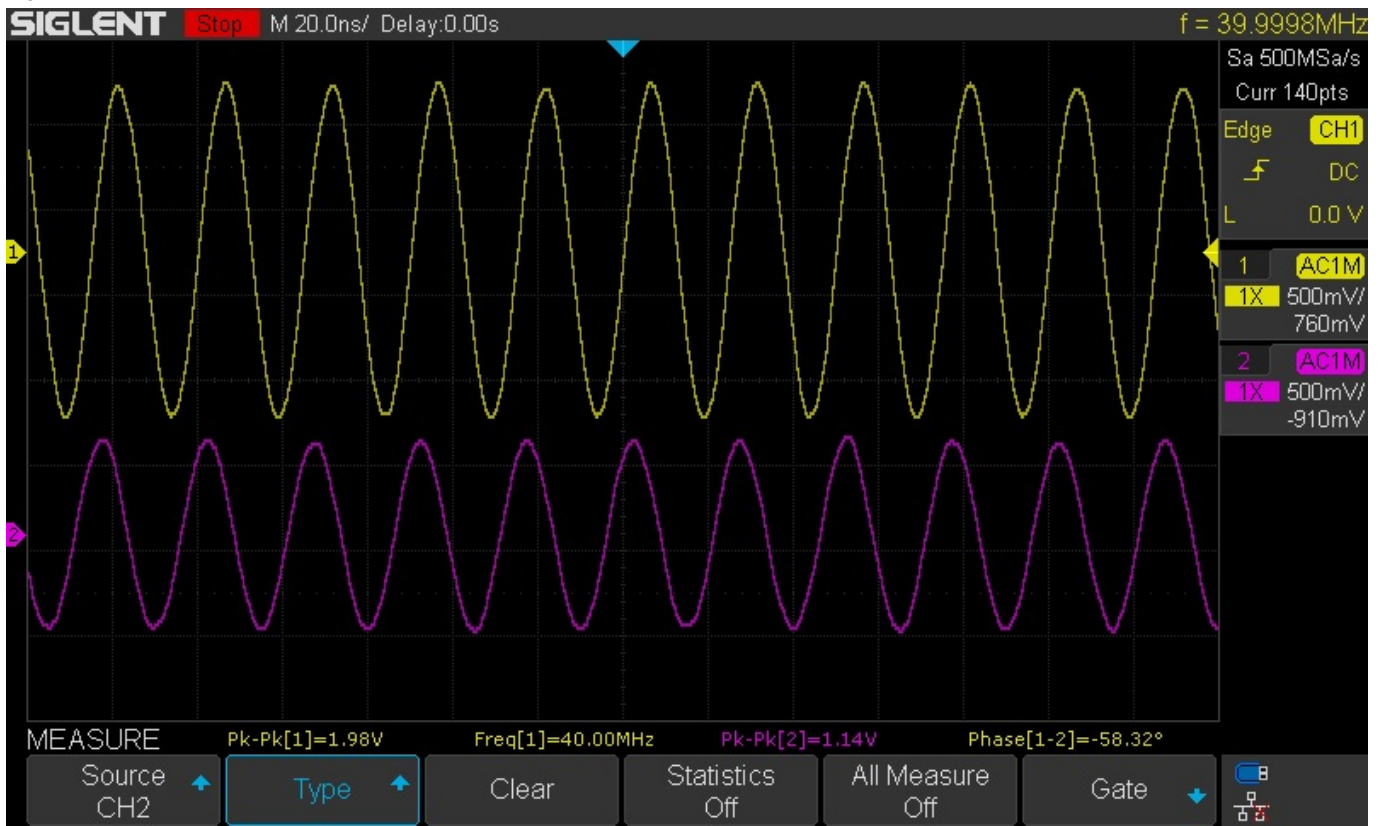 SIGLENT Stop M 20.0ns/ Delay:0.00s f = 39.9998MHz
Sa 500MSa/s
Curr 140pts
Edge CH1
DC
L 0.0 V
1 AC1M
1X 500mV/
760mV
2 AC1M
1X 500mV/
-910mV
1
2
MEASURE Pk-Pk[1]=1.98V Freq[1]=40.00MHz Pk-Pk[2]=1.14V Phase[1-2]=-58.32°
Source
CH2
Type
Clear
Statistics
Off
All Measure
Off
Gate